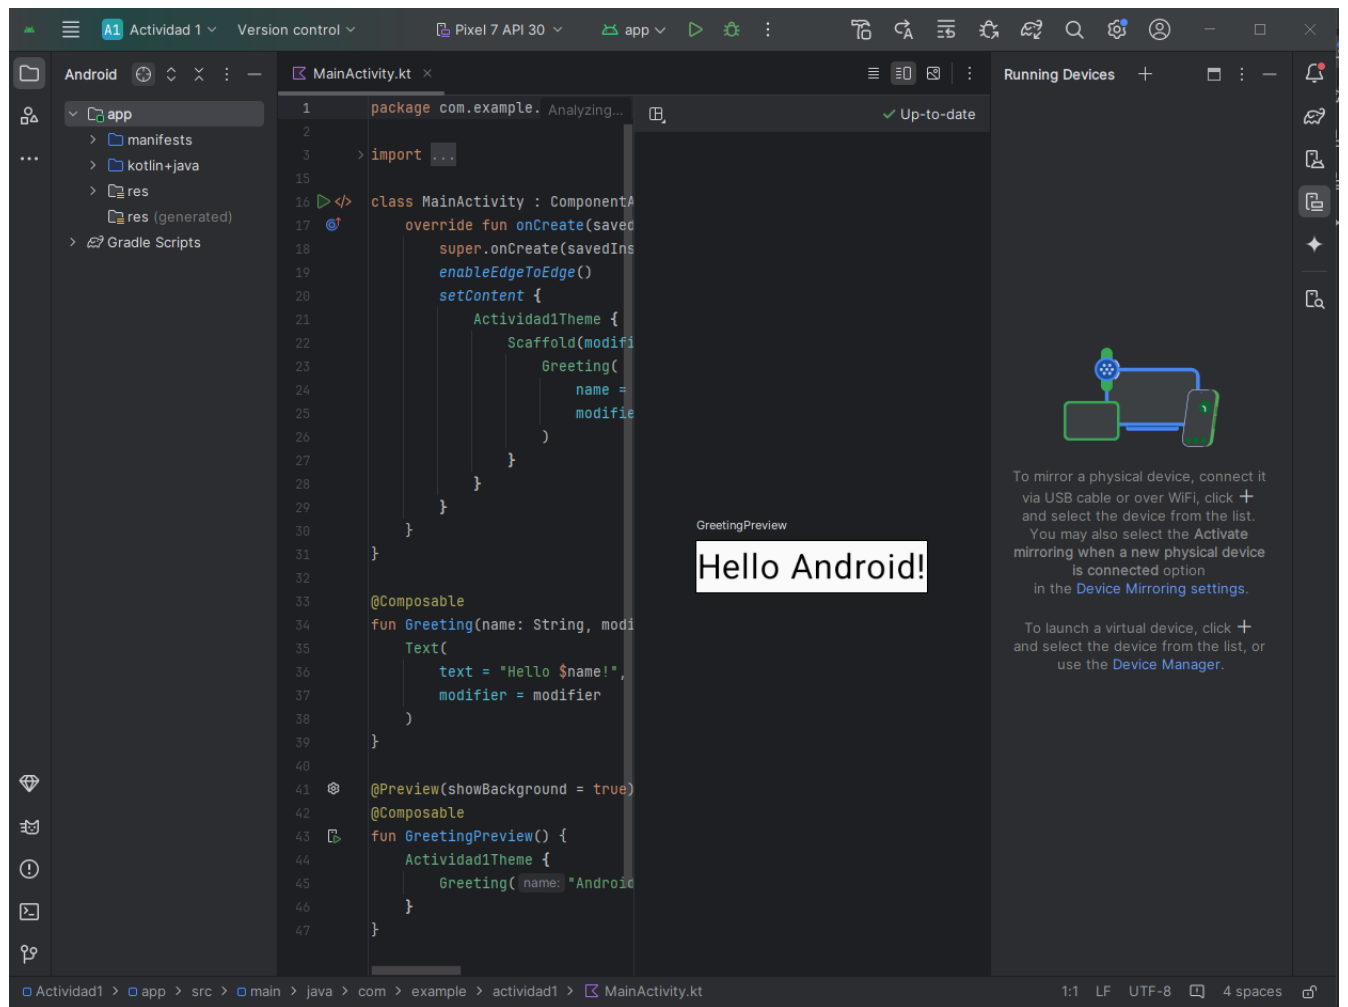 A1 Actividad 1 Version control Pixel 7 API 30 app
Android
app
manifests
kotlin+java
res
res (generated)
Gradle Scripts
MainActivity.kt
1 package com.example. Analyzing...
2
3 import ...
15
16 class MainActivity : ComponentA
17 override fun onCreate(saved
18 super.onCreate(savedIns
19 enableEdgeToEdge()
20 setContent {
21 Actividad1Theme {
22 Scaffold(modifi
23 Greeting(
24 name =
25 modifie
26 )
27 }
28 }
29 }
30 }
31 }
32
33 @Composable
34 fun Greeting(name: String, modi
35 Text(
36 text = "Hello $name!",
37 modifier = modifier
38 )
39 }
40
41 @Preview(showBackground = true)
42 @Composable
43 fun GreetingPreview() {
44 Actividad1Theme {
45 Greeting( name: "Android
46 }
47 }
Up-to-date
GreetingPreview
Hello Android!
Running Devices
To mirror a physical device, connect it
via USB cable or over WiFi, click +
and select the device from the list.
You may also select the Activate
mirroring when a new physical device
is connected option
in the Device Mirroring settings.
To launch a virtual device, click +
and select the device from the list, or
use the Device Manager.
Actividad1 > app > src > main > java > com > example > actividad1 > MainActivity.kt
1:1 LF UTF-8 4 spaces